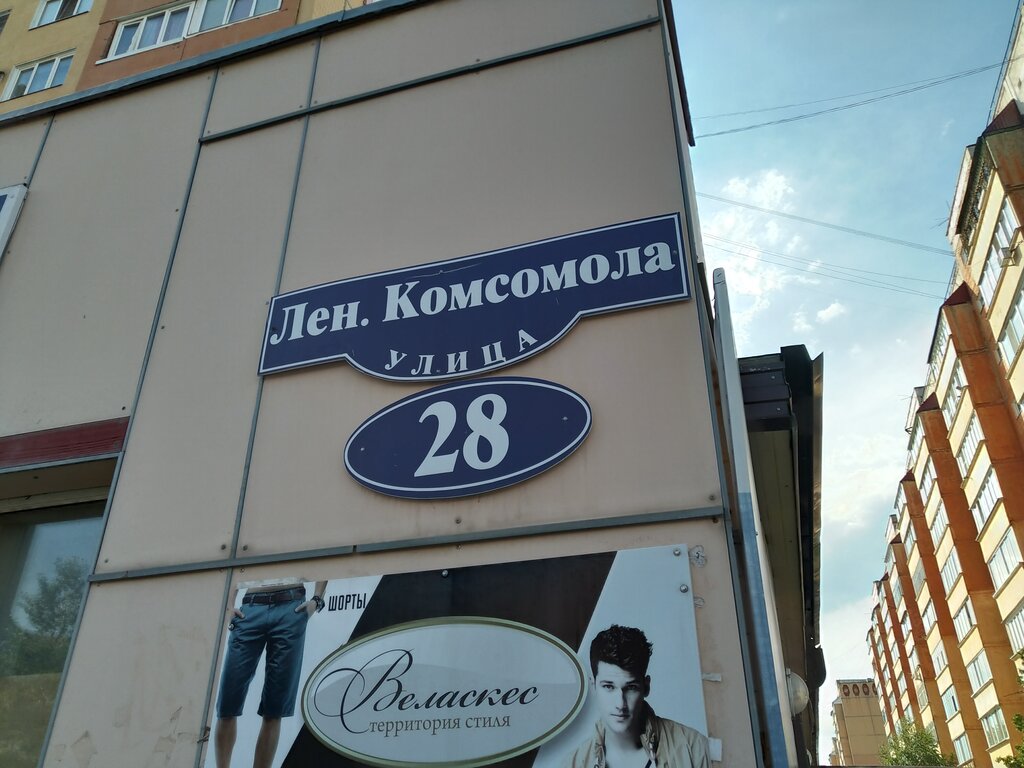 Лен. Комсомола
УЛИЦА
28
ШОРТЫ
Веласкес
территория стиля